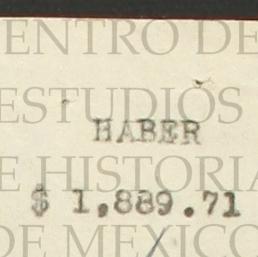 ENTRO DE
ESTUDIOS
HABER
E HISTORIA
$ 1,889.71
DE MEXICO